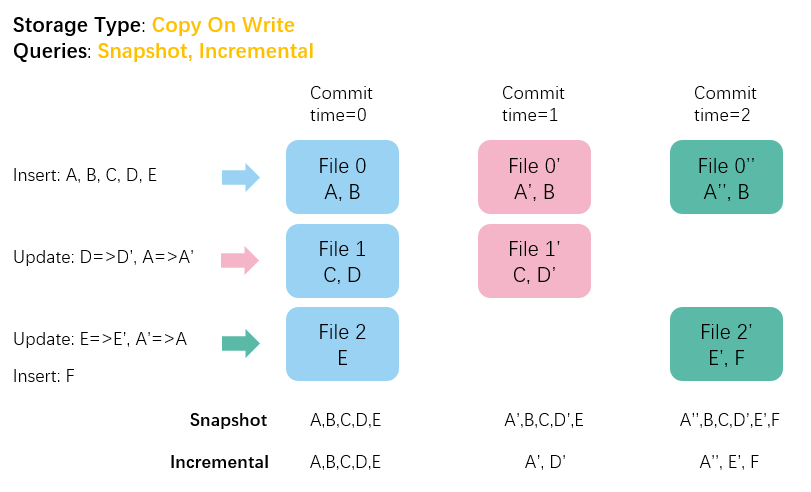 Storage Type: Copy On Write
Queries: Snapshot, Incremental
Commit time=0
Commit time=1
Commit time=2
Insert: A, B, C, D, E
File 0
A, B
File 0’
A’, B
File 0’’
A’’, B
Update: D=>D’, A=>A’
File 1
C, D
File 1’
C, D’
Update: E=>E’, A’=>A
Insert: F
File 2
E
File 2’
E’, F
Snapshot
A,B,C,D,E
A’,B,C,D’,E
A’’,B,C,D’,E’,F
Incremental
A,B,C,D,E
A’, D’
A’’, E’, F